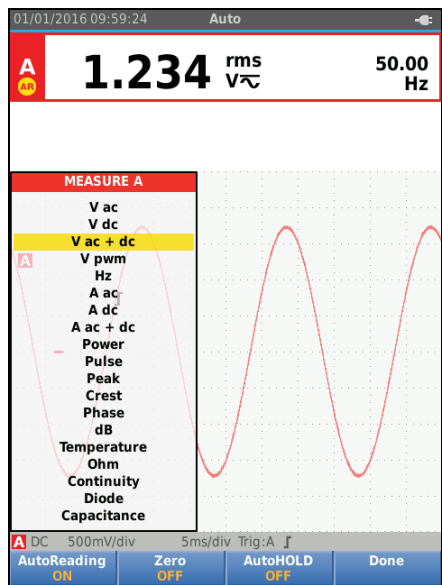 01/01/2016 09:59:24 Auto
A 1.234 rms 50.00
AR V Hz
MEASURE A
V ac
V dc
V ac + dc
A
V pwm
Hz
A ac
A dc
A ac + dc
Power
Pulse
Peak
Crest
Phase
dB
Temperature
Ohm
Continuity
Diode
Capacitance
A DC 500mV/div 5ms/div Trig:A
AutoReading Zero AutoHOLD Done
ON OFF OFF